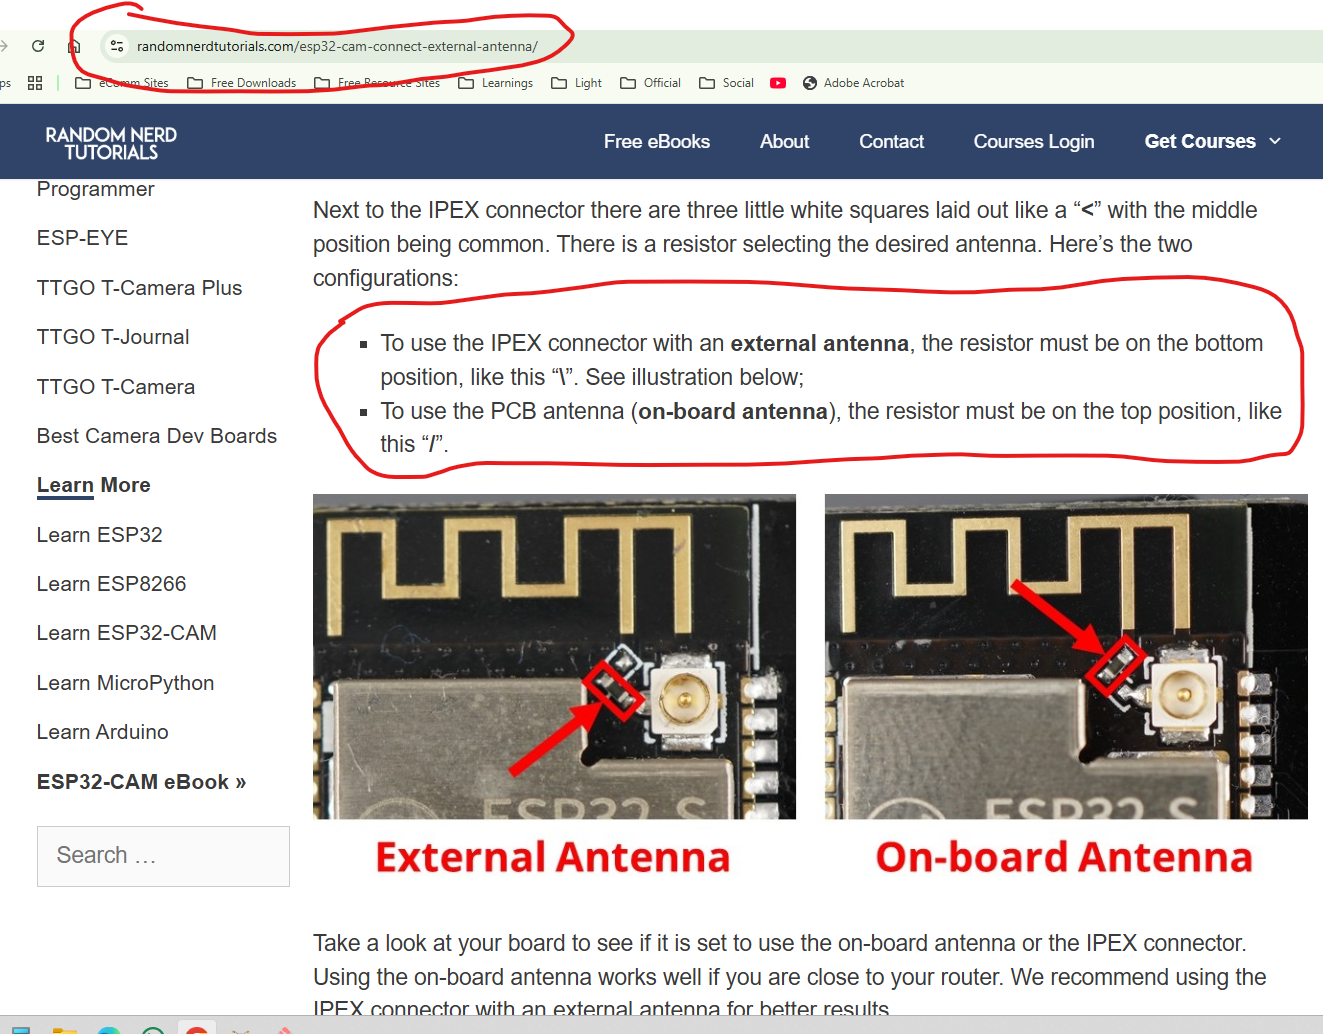 randomnerdtutorials.com/esp32-cam-connect-external-antenna/
ps
eComm Sites
Free Downloads
Free Resource Sites
Learnings
Light
Official
Social
Adobe Acrobat
RANDOM NERD
TUTORIALS
Free eBooks
About
Contact
Courses Login
Get Courses
Programmer
ESP-EYE
TTGO T-Camera Plus
TTGO T-Journal
TTGO T-Camera
Best Camera Dev Boards
Learn More
Learn ESP32
Learn ESP8266
Learn ESP32-CAM
Learn MicroPython
Learn Arduino
ESP32-CAM eBook »
Search …
Next to the IPEX connector there are three little white squares laid out like a “<” with the middle
position being common. There is a resistor selecting the desired antenna. Here’s the two
configurations:
To use the IPEX connector with an external antenna, the resistor must be on the bottom
position, like this “\”. See illustration below;
To use the PCB antenna (on-board antenna), the resistor must be on the top position, like
this “/”.
ESP32-S
ESP32-S
External Antenna
On-board Antenna
Take a look at your board to see if it is set to use the on-board antenna or the IPEX connector.
Using the on-board antenna works well if you are close to your router. We recommend using the
IPEX connector with an external antenna for better results.